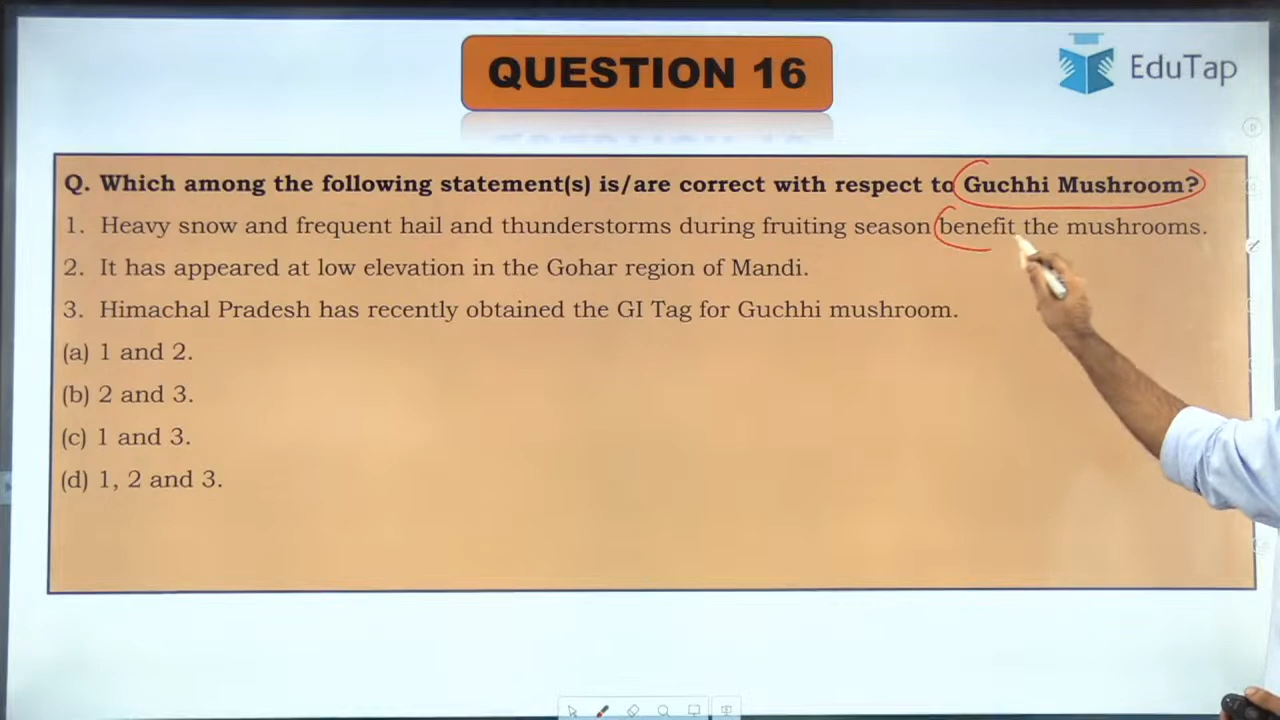 QUESTION 16
EduTap
Q. Which among the following statement(s) is/are correct with respect to Guchhi Mushroom?
1. Heavy snow and frequent hail and thunderstorms during fruiting season benefit the mushrooms.
2. It has appeared at low elevation in the Gohar region of Mandi.
3. Himachal Pradesh has recently obtained the GI Tag for Guchhi mushroom.
(a) 1 and 2.
(b) 2 and 3.
(c) 1 and 3.
(d) 1, 2 and 3.